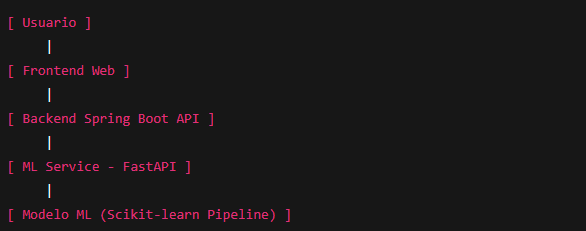 [ Usuario ]
|
[ Frontend Web ]
|
[ Backend Spring Boot API ]
|
[ ML Service - FastAPI ]
|
[ Modelo ML (Scikit-learn Pipeline) ]